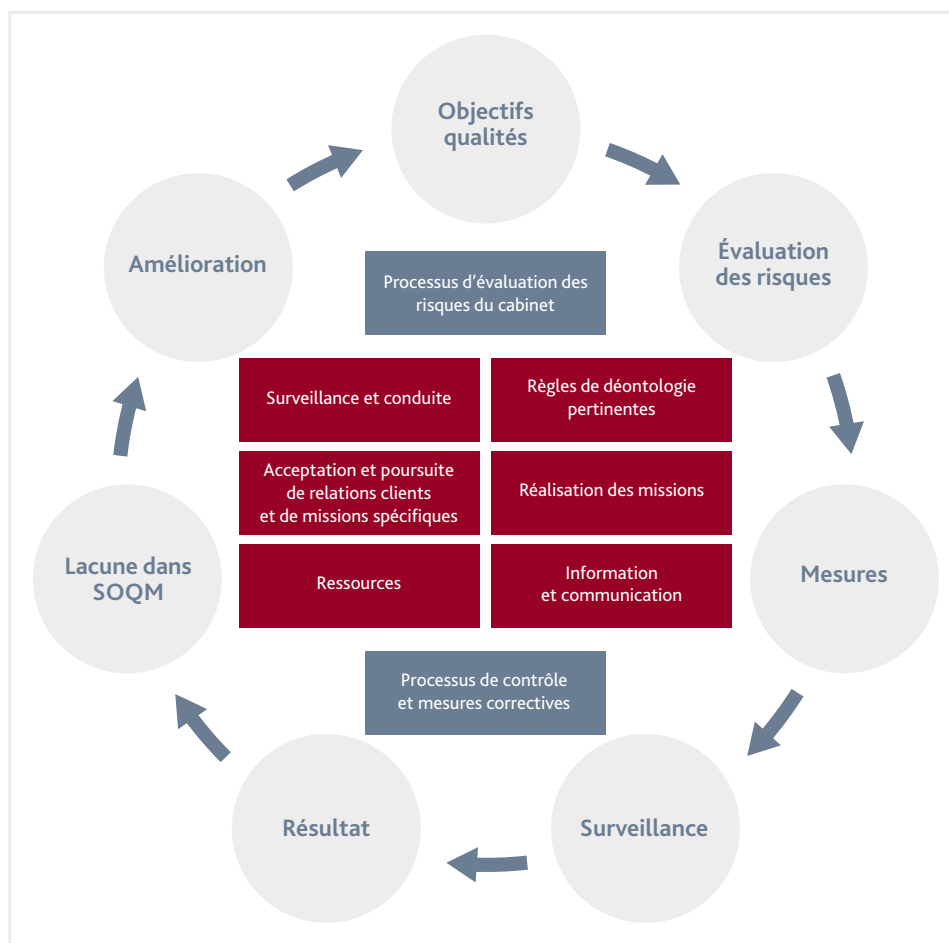 Objectifs
qualités
Évaluation
des risques
Amélioration
Processus d’évaluation des
risques du cabinet
Surveillance et conduite
Règles de déontologie
pertinentes
Acceptation et poursuite
de relations clients
et de missions spécifiques
Réalisation des missions
Ressources
Information
et communication
Lacune dans
SOQM
Mesures
Processus de contrôle
et mesures correctives
Résultat
Surveillance